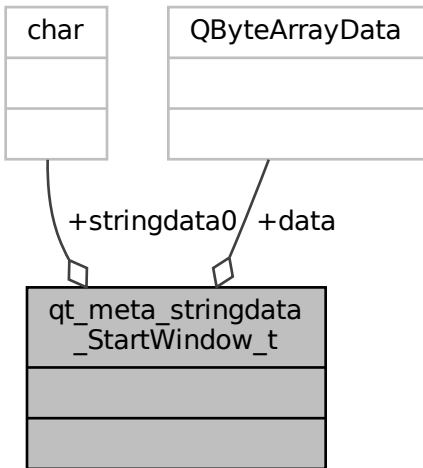 char
QByteArrayData
+stringdata0
+data
qt_meta_stringdata
_StartWindow_t